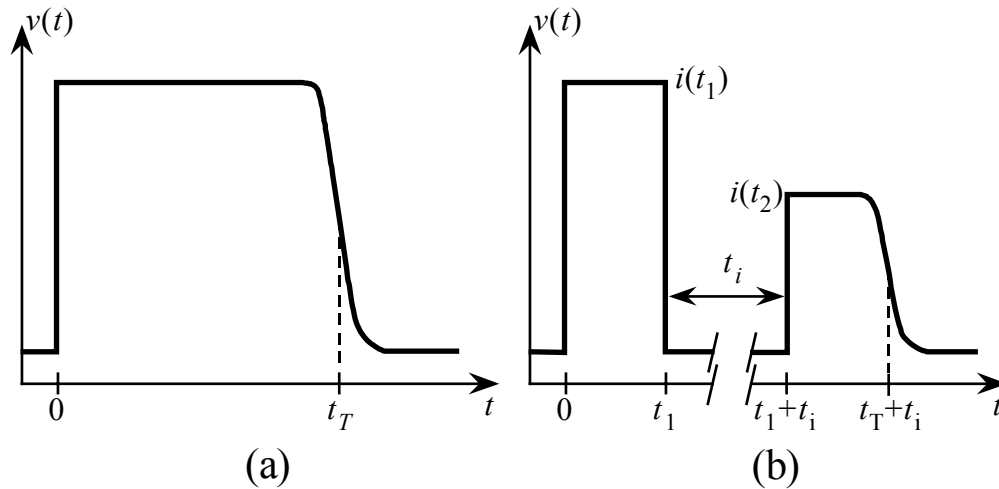 v(t)
0
t_T
t
(a)
v(t)
i(t_1)
i(t_2)
t_i
0
t_1
t_1+t_i
t_T+t_i
t
(b)